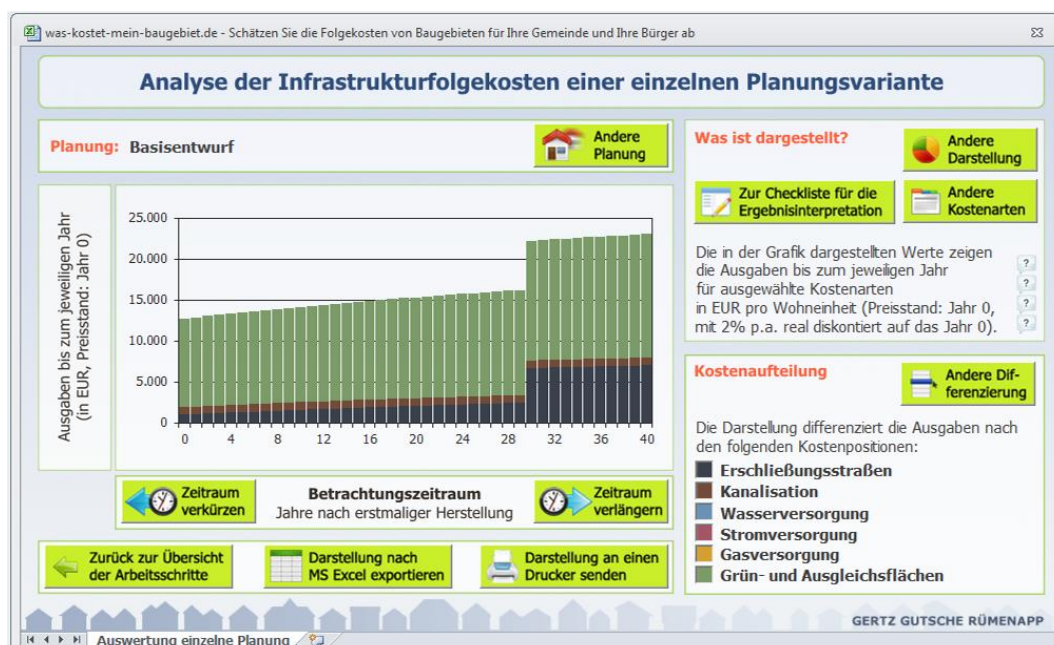 was-kostet-mein-baugebiet.de - Schätzen Sie die Folgekosten von Baugebieten für Ihre Gemeinde und Ihre Bürger ab
Analyse der Infrastrukturfolgekosten einer einzelnen Planungsvariante
Planung: Basisentwurf
Andere
Planung
Was ist dargestellt?
Andere
Darstellung
Zur Checkliste für die
Ergebnisinterpretation
Andere
Kostenarten
Die in der Grafik dargestellten Werte zeigen
die Ausgaben bis zum jeweiligen Jahr
für ausgewählte Kostenarten
in EUR pro Wohneinheit (Preisstand: Jahr 0,
mit 2% p.a. real diskontiert auf das Jahr 0).
?
?
?
?
Ausgaben bis zum jeweiligen Jahr
(in EUR, Preisstand: Jahr 0)
25.000
20.000
15.000
10.000
5.000
0
0 4 8 12 16 20 24 28 32 36 40
Kostenaufteilung
Andere Dif-
ferenzierung
Die Darstellung differenziert die Ausgaben nach
den folgenden Kostenpositionen:
Erschließungsstraßen
Kanalisation
Wasserversorgung
Stromversorgung
Gasversorgung
Grün- und Ausgleichsflächen
Zeitraum
verkürzen
Betrachtungszeitraum
Jahre nach erstmaliger Herstellung
Zeitraum
verlängern
Zurück zur Übersicht
der Arbeitsschritte
Darstellung nach
MS Excel exportieren
Darstellung an einen
Drucker senden
GERTZ GUTSCHE RÜMENAPP
Auswertung einzelne Planung